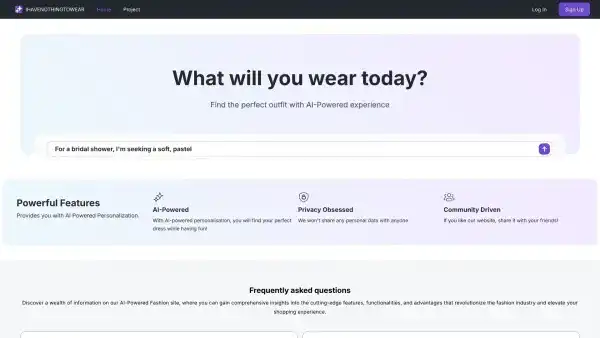 IHAVENOTHINGTOWEAR Home Project Log In Sign Up
What will you wear today?
Find the perfect outfit with AI-Powered experience
For a bridal shower, I'm seeking a soft, pastel
Powerful Features
Provides you with AI Powered Personalization.
AI-Powered
With AI-powered personalization, you will find your perfect
dress while having fun!
Privacy Obsessed
We won't share any personal data with anyone
Community Driven
If you like our website, share it with your friends!
Frequently asked questions
Discover a wealth of information on our AI-Powered Fashion site, where you can gain comprehensive insights into the cutting-edge features, functionalities, and advantages that revolutionize the fashion industry and elevate your
shopping experience.